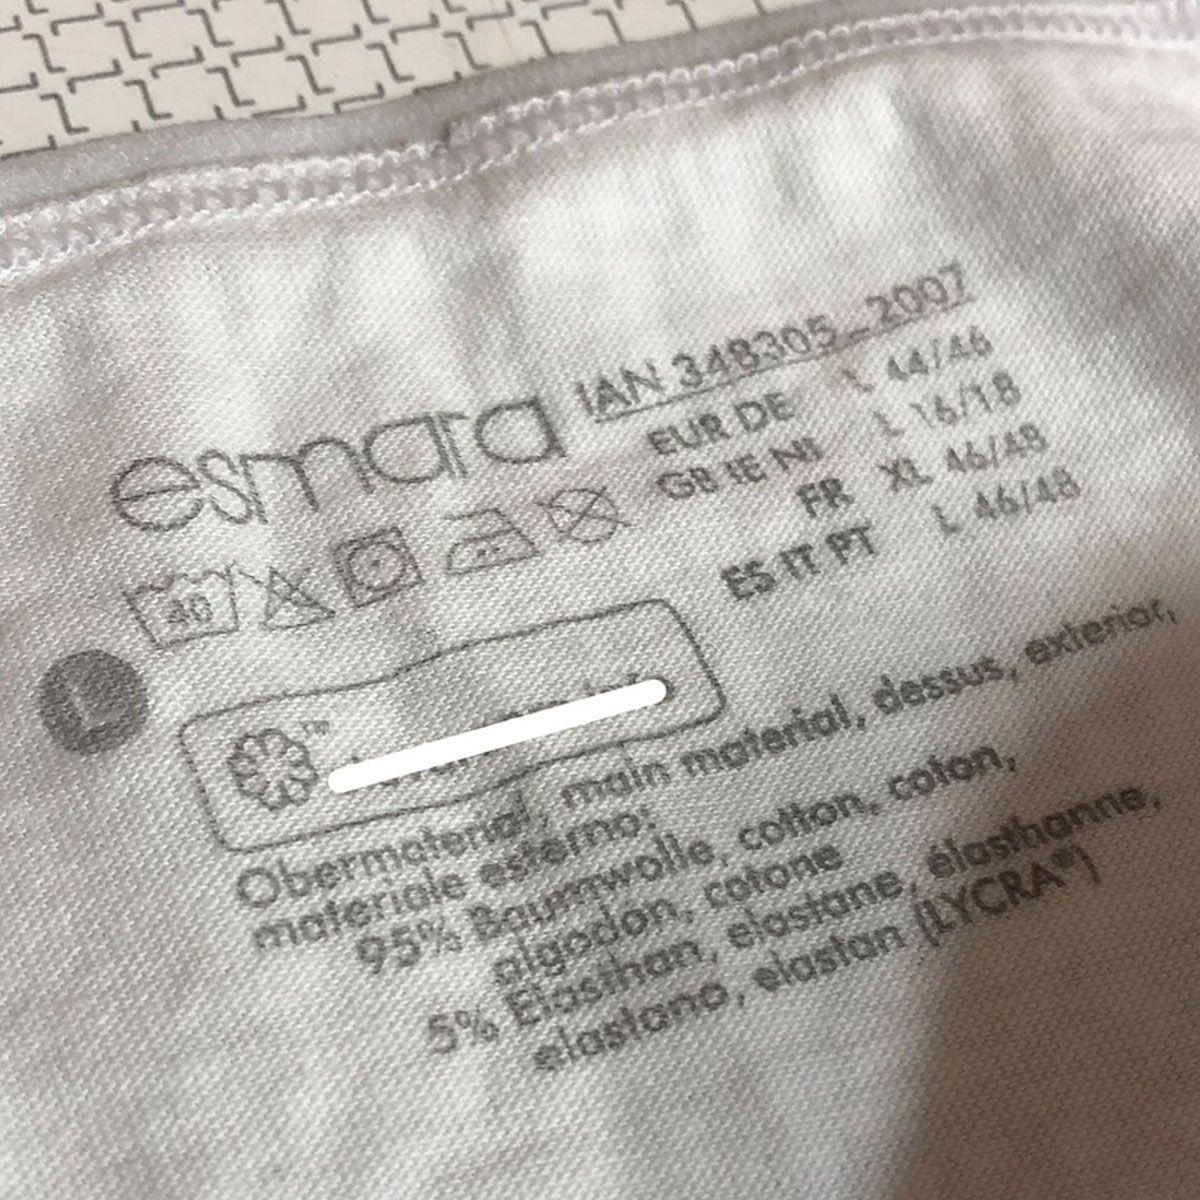 esmara
IAN 348305_2007
EUR DE L 44/46
GB IE NI L 16/18
FR XL 46/48
ES IT PT L 46/48
40
L
™
Obermaterial, main material, dessus, exterior,
materiale esterno:
95% Baumwolle, cotton, coton,
algodon, cotone
5% Elasthan, elastane, élasthanne,
elastano, elastan (LYCRA®)